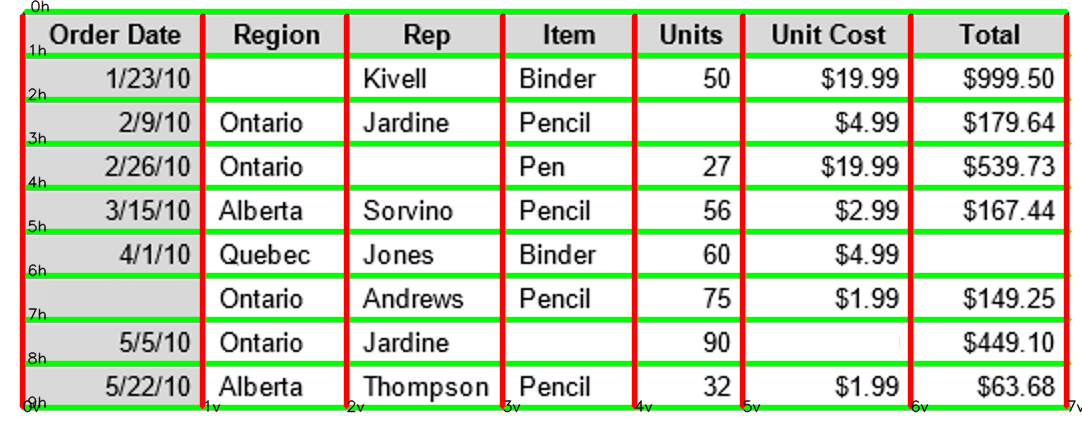 0h
Order Date Region Rep Item Units Unit Cost Total
1h
1/23/10 Kivell Binder 50 $19.99 $999.50
2h
2/9/10 Ontario Jardine Pencil $4.99 $179.64
3h
2/26/10 Ontario Pen 27 $19.99 $539.73
4h
3/15/10 Alberta Sorvino Pencil 56 $2.99 $167.44
5h
4/1/10 Quebec Jones Binder 60 $4.99
6h
Ontario Andrews Pencil 75 $1.99 $149.25
7h
5/5/10 Ontario Jardine 90 $449.10
8h
5/22/10 Alberta Thompson Pencil 32 $1.99 $63.68
9h
0v 1v 2v 3v 4v 5v 6v 7v